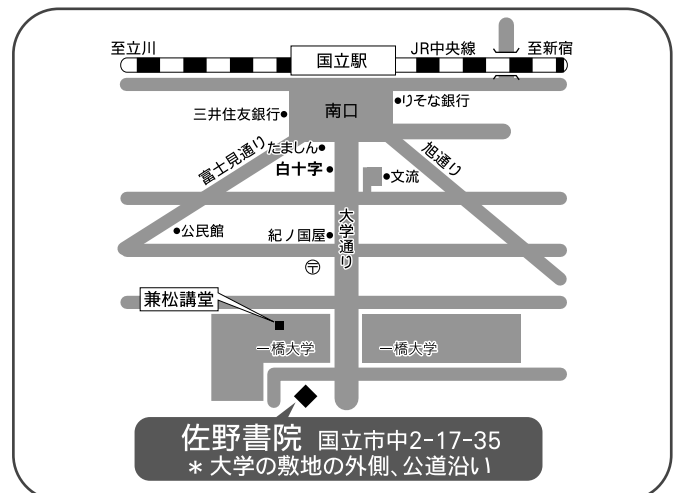 至立川
国立駅
JR中央線
至新宿
三井住友銀行
南口
りそな銀行
富士見通り
たましん
旭通り
白十字
文流
大学通り
公民館
紀ノ国屋
〒
兼松講堂
一橋大学
一橋大学
佐野書院 国立市中2-17-35
＊大学の敷地の外側、公道沿い